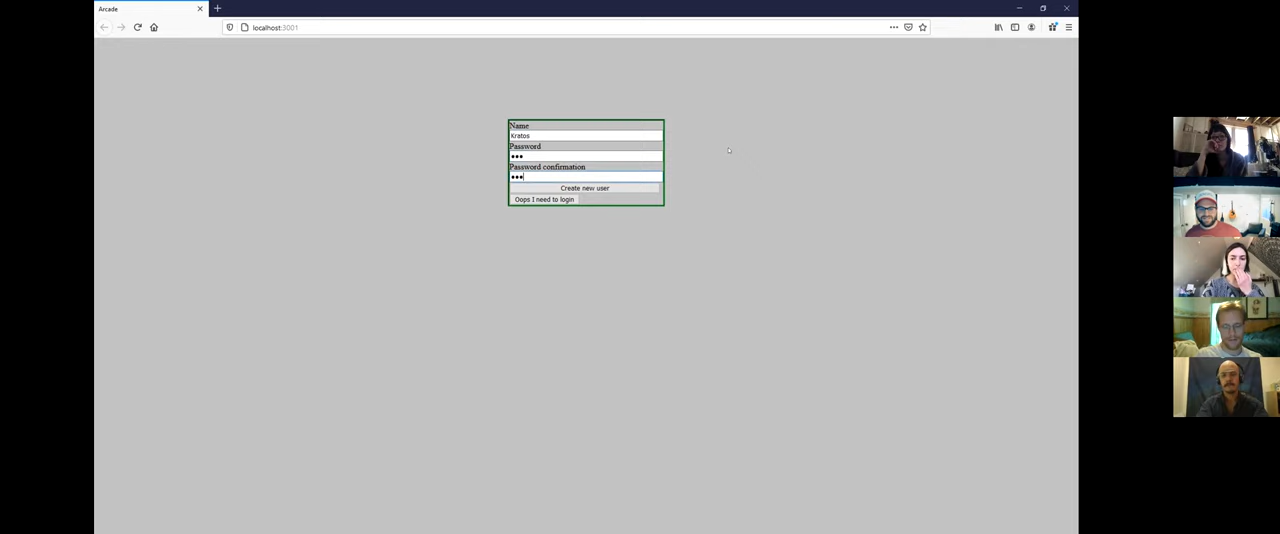 Arcade
localhost:3001
Name
Kratos
Password
•••
Password confirmation
•••
Create new user
Oops I need to login